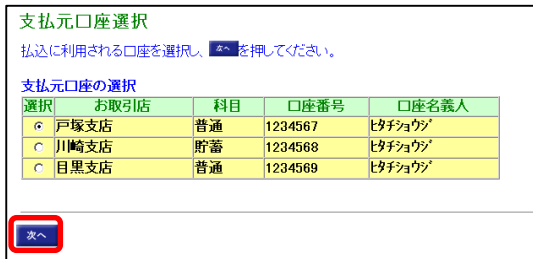 支払元口座選択
払込に利用される口座を選択し、次へを押してください。
支払元口座の選択
選択 お取引店 科目 口座番号 口座名義人
戸塚支店 普通 1234567 ﾋﾀﾁｼｮｳｼﾞ
川崎支店 貯蓄 1234568 ﾋﾀﾁｼｮｳｼﾞ
目黒支店 普通 1234569 ﾋﾀﾁｼｮｳｼﾞ
次へ